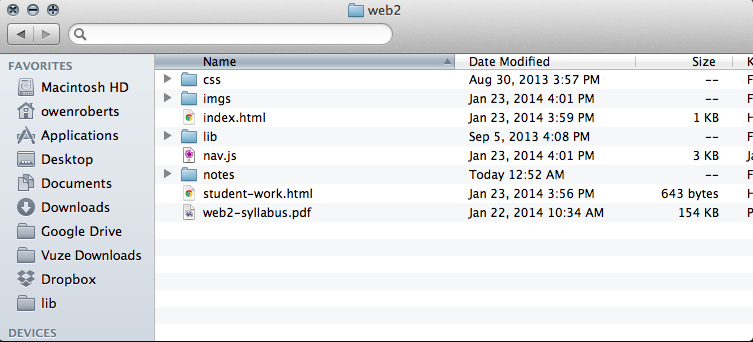 web2
FAVORITES
Macintosh HD
owenroberts
Applications
Desktop
Documents
Downloads
Google Drive
Vuze Downloads
Dropbox
lib
DEVICES
Name Date Modified Size K
css Aug 30, 2013 3:57 PM -- F
imgs Jan 23, 2014 4:01 PM -- F
index.html Jan 23, 2014 3:59 PM 1 KB H
lib Sep 5, 2013 4:08 PM -- F
nav.js Jan 23, 2014 4:01 PM 3 KB Ja
notes Today 12:52 AM -- F
student-work.html Jan 23, 2014 3:56 PM 643 bytes H
web2-syllabus.pdf Jan 22, 2014 10:34 AM 154 KB P